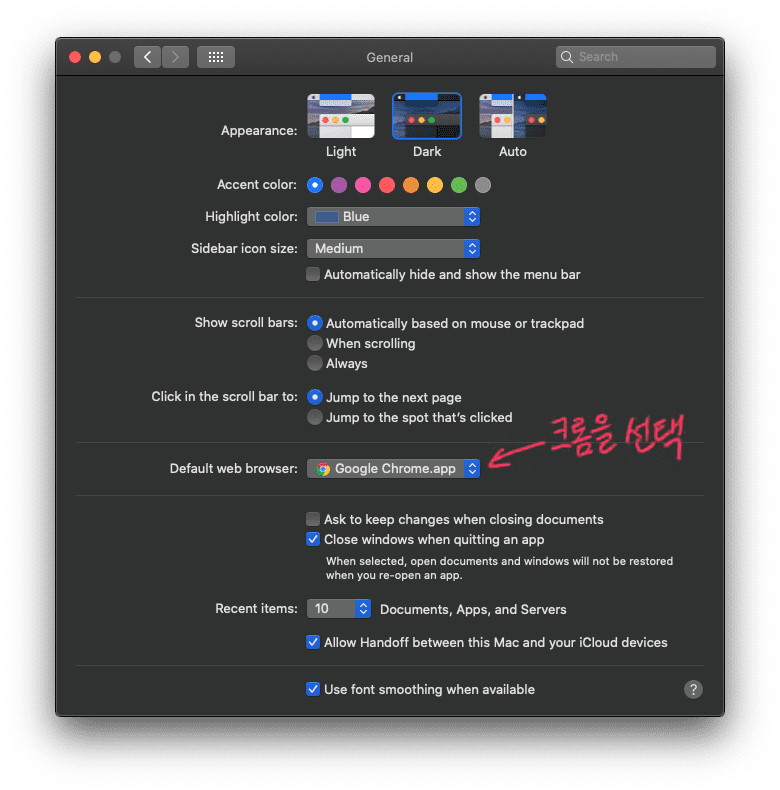 General
Search
Appearance:
Light
Dark
Auto
Accent color:
Highlight color: Blue
Sidebar icon size: Medium
Automatically hide and show the menu bar
Show scroll bars: Automatically based on mouse or trackpad
When scrolling
Always
Click in the scroll bar to: Jump to the next page
Jump to the spot that's clicked
크롬을 선택
Default web browser: Google Chrome.app
Ask to keep changes when closing documents
Close windows when quitting an app
When selected, open documents and windows will not be restored
when you re-open an app.
Recent items: 10 Documents, Apps, and Servers
Allow Handoff between this Mac and your iCloud devices
Use font smoothing when available
?